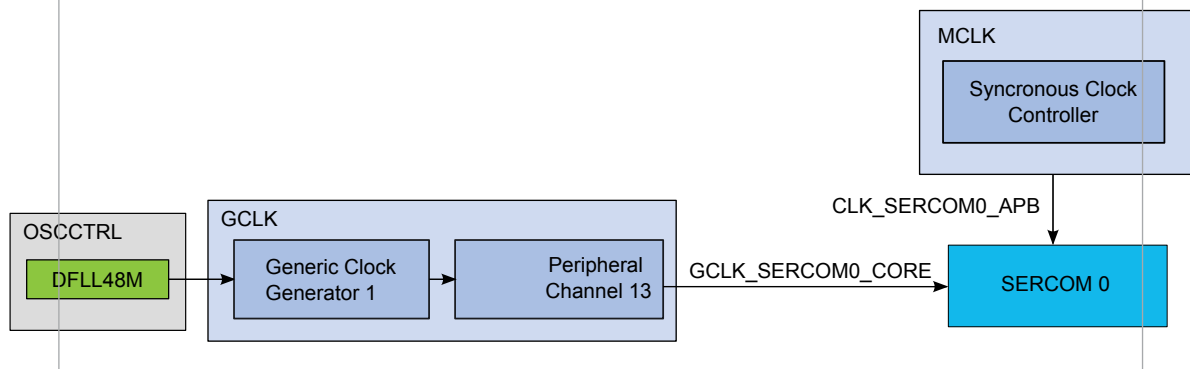 MCLK
Syncronous Clock
Controller
CLK_SERCOM0_APB
OSCCTRL
DFLL48M
GCLK
Generic Clock
Generator 1
Peripheral
Channel 13
GCLK_SERCOM0_CORE
SERCOM 0